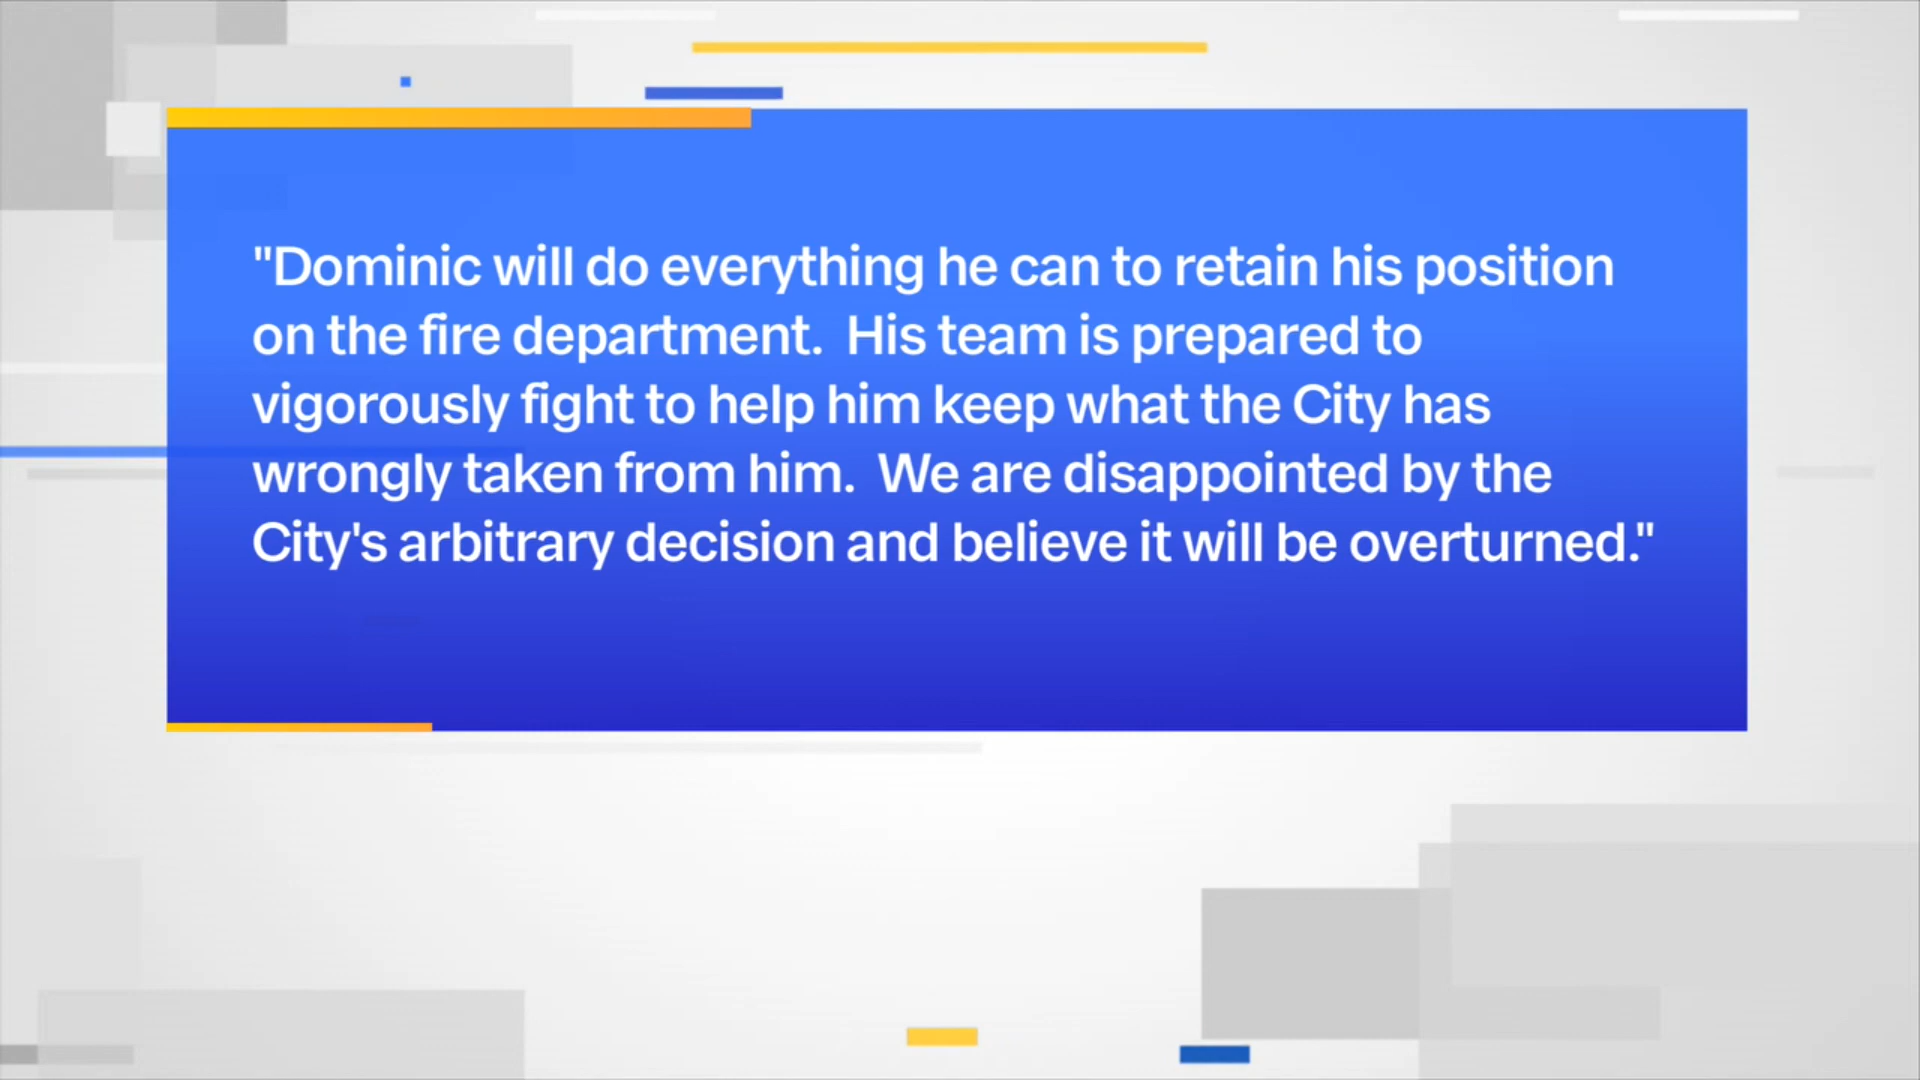 "Dominic will do everything he can to retain his position
on the fire department.  His team is prepared to
vigorously fight to help him keep what the City has
wrongly taken from him.  We are disappointed by the
City's arbitrary decision and believe it will be overturned."